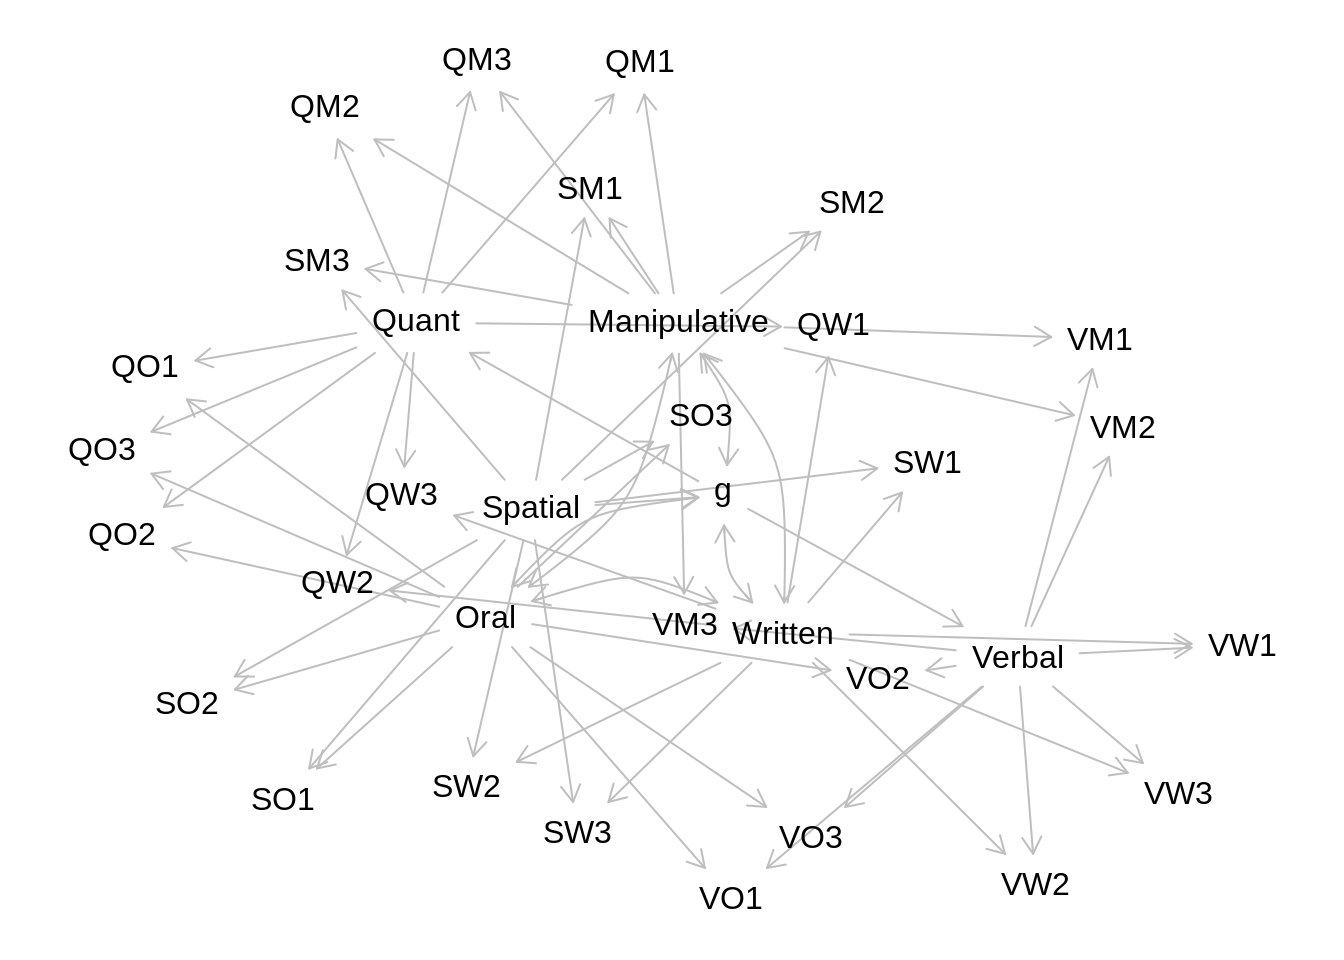 QM3
QM1
QM2
SM1
SM2
SM3
Quant
Manipulative
QW1
VM1
QO1
SO3
VM2
QO3
SW1
QW3
g
Spatial
QO2
QW2
Oral
VM3
Written
VW1
Verbal
VO2
SO2
SW2
VW3
SO1
SW3
VO3
VW2
VO1